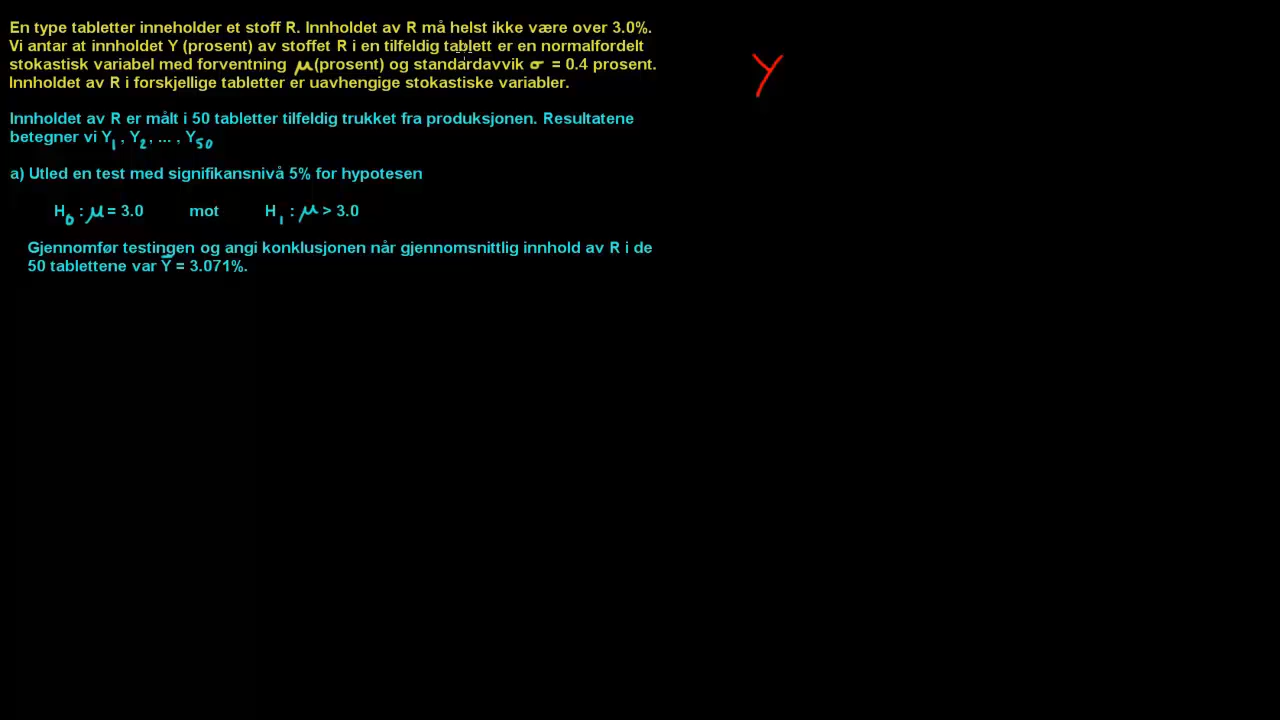 En type tabletter inneholder et stoff R. Innholdet av R må helst ikke være over 3.0%.
Vi antar at innholdet Y (prosent) av stoffet R i en tilfeldig tablett er en normalfordelt
stokastisk variabel med forventning μ (prosent) og standardavvik σ = 0.4 prosent.
Innholdet av R i forskjellige tabletter er uavhengige stokastiske variabler.
Y
Innholdet av R er målt i 50 tabletter tilfeldig trukket fra produksjonen. Resultatene
betegner vi Y₁ , Y₂ , ... , Y₅₀
a) Utled en test med signifikansnivå 5% for hypotesen
H₀ : μ = 3.0 mot H₁ : μ > 3.0
Gjennomfør testingen og angi konklusjonen når gjennomsnittlig innhold av R i de
50 tablettene var Ȳ = 3.071%.